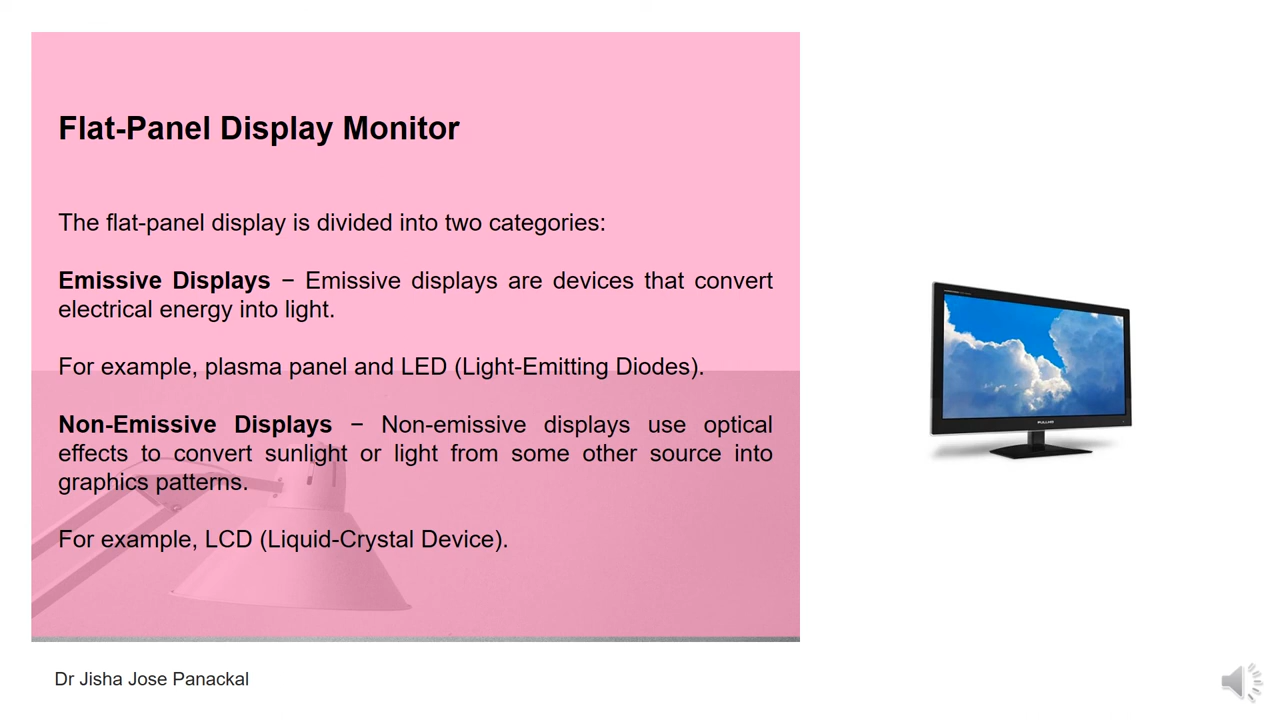 Flat-Panel Display Monitor
The flat-panel display is divided into two categories:
Emissive Displays − Emissive displays are devices that convert
electrical energy into light.
For example, plasma panel and LED (Light-Emitting Diodes).
Non-Emissive Displays − Non-emissive displays use optical
effects to convert sunlight or light from some other source into
graphics patterns.
For example, LCD (Liquid-Crystal Device).
Dr Jisha Jose Panackal